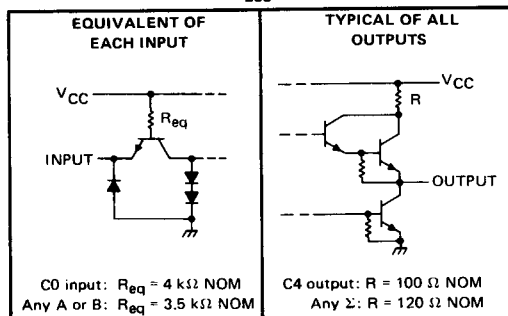 EQUIVALENT OF
EACH INPUT
VCC
Req
INPUT
C0 input: Req = 4 kΩ NOM
Any A or B: Req = 3.5 kΩ NOM
TYPICAL OF ALL
OUTPUTS
VCC
R
OUTPUT
C4 output: R = 100 Ω NOM
Any Σ: R = 120 Ω NOM